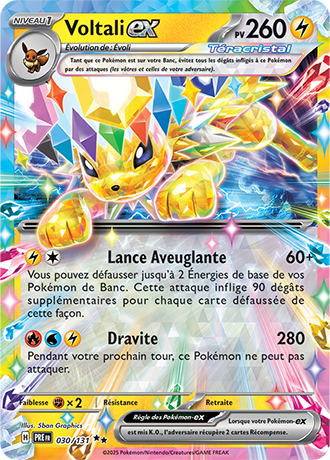 NIVEAU 1
Voltali ex
PV 260
Évolution de : Évoli
Téracristal
Tant que ce Pokémon est sur votre Banc, évitez tous les dégâts infligés à ce Pokémon
par des attaques (les vôtres et celles de votre adversaire).
Lance Aveuglante 60+
Vous pouvez défausser jusqu'à 2 Énergies de base de vos
Pokémon de Banc. Cette attaque inflige 90 dégâts
supplémentaires pour chaque carte défaussée de
cette façon.
Dravite 280
Pendant votre prochain tour, ce Pokémon ne peut pas
attaquer.
Faiblesse ×2 Résistance Retraite
Illus. 5ban Graphics
H PRE FR 030/131
Règle des Pokémon-ex
Lorsque votre Pokémon-ex
est mis K.O., l'adversaire récupère 2 cartes Récompense.
©2025 Pokémon/Nintendo/Creatures/GAME FREAK